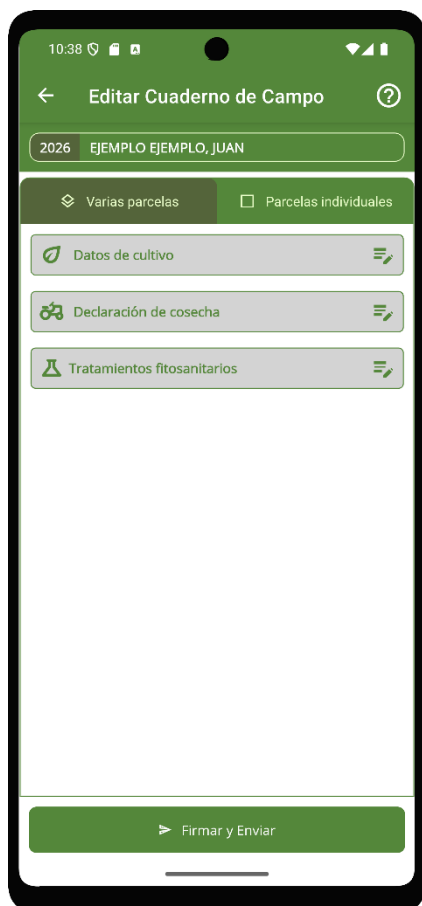 10:38
Editar Cuaderno de Campo
2026 EJEMPLO EJEMPLO, JUAN
Varias parcelas Parcelas individuales
Datos de cultivo
Declaración de cosecha
Tratamientos fitosanitarios
Firmar y Enviar